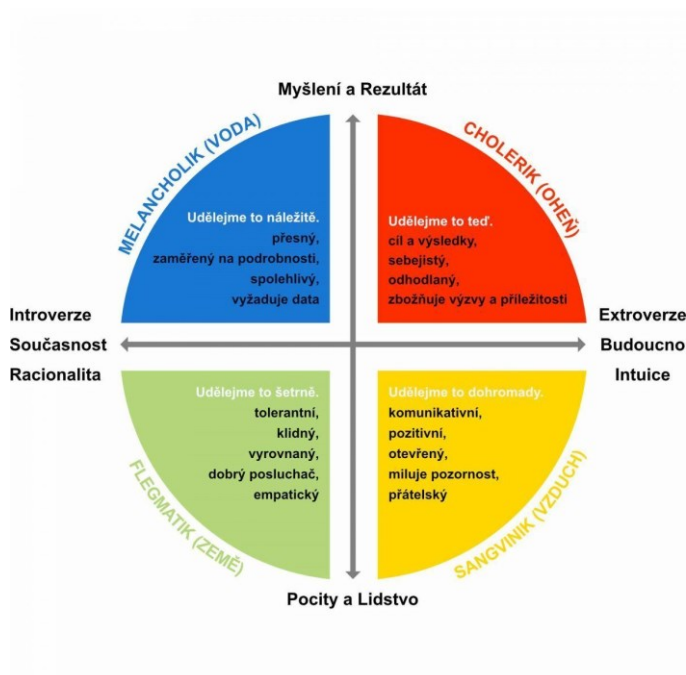 Myšlení a Rezultát
MELANCHOLIK (VODA)
CHOLERIK (OHEŇ)
Udělejme to náležitě.
přesný,
zaměřený na podrobnosti,
spolehlivý,
vyžaduje data
Udělejme to teď.
cíl a výsledky,
sebejistý,
odhodlaný,
zbožňuje výzvy a příležitosti
Introverze
Současnost
Racionalita
Extroverze
Budoucno
Intuice
Udělejme to šetrně.
tolerantní,
klidný,
vyrovnaný,
dobrý posluchač,
empatický
Udělejme to dohromady.
komunikativní,
pozitivní,
otevřený,
miluje pozornost,
přátelský
FLEGMATIK (ZEMĚ)
SANGVINIK (VZDUCH)
Pocity a Lidstvo